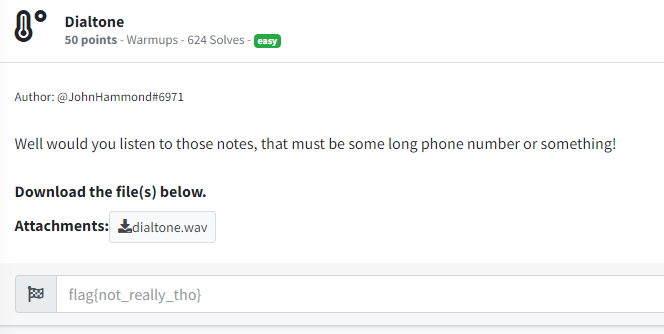 Dialtone
50 points - Warmups - 624 Solves - easy
Author: @JohnHammond#6971
Well would you listen to those notes, that must be some long phone number or something!
Download the file(s) below.
Attachments: dialtone.wav
flag{not_really_tho}